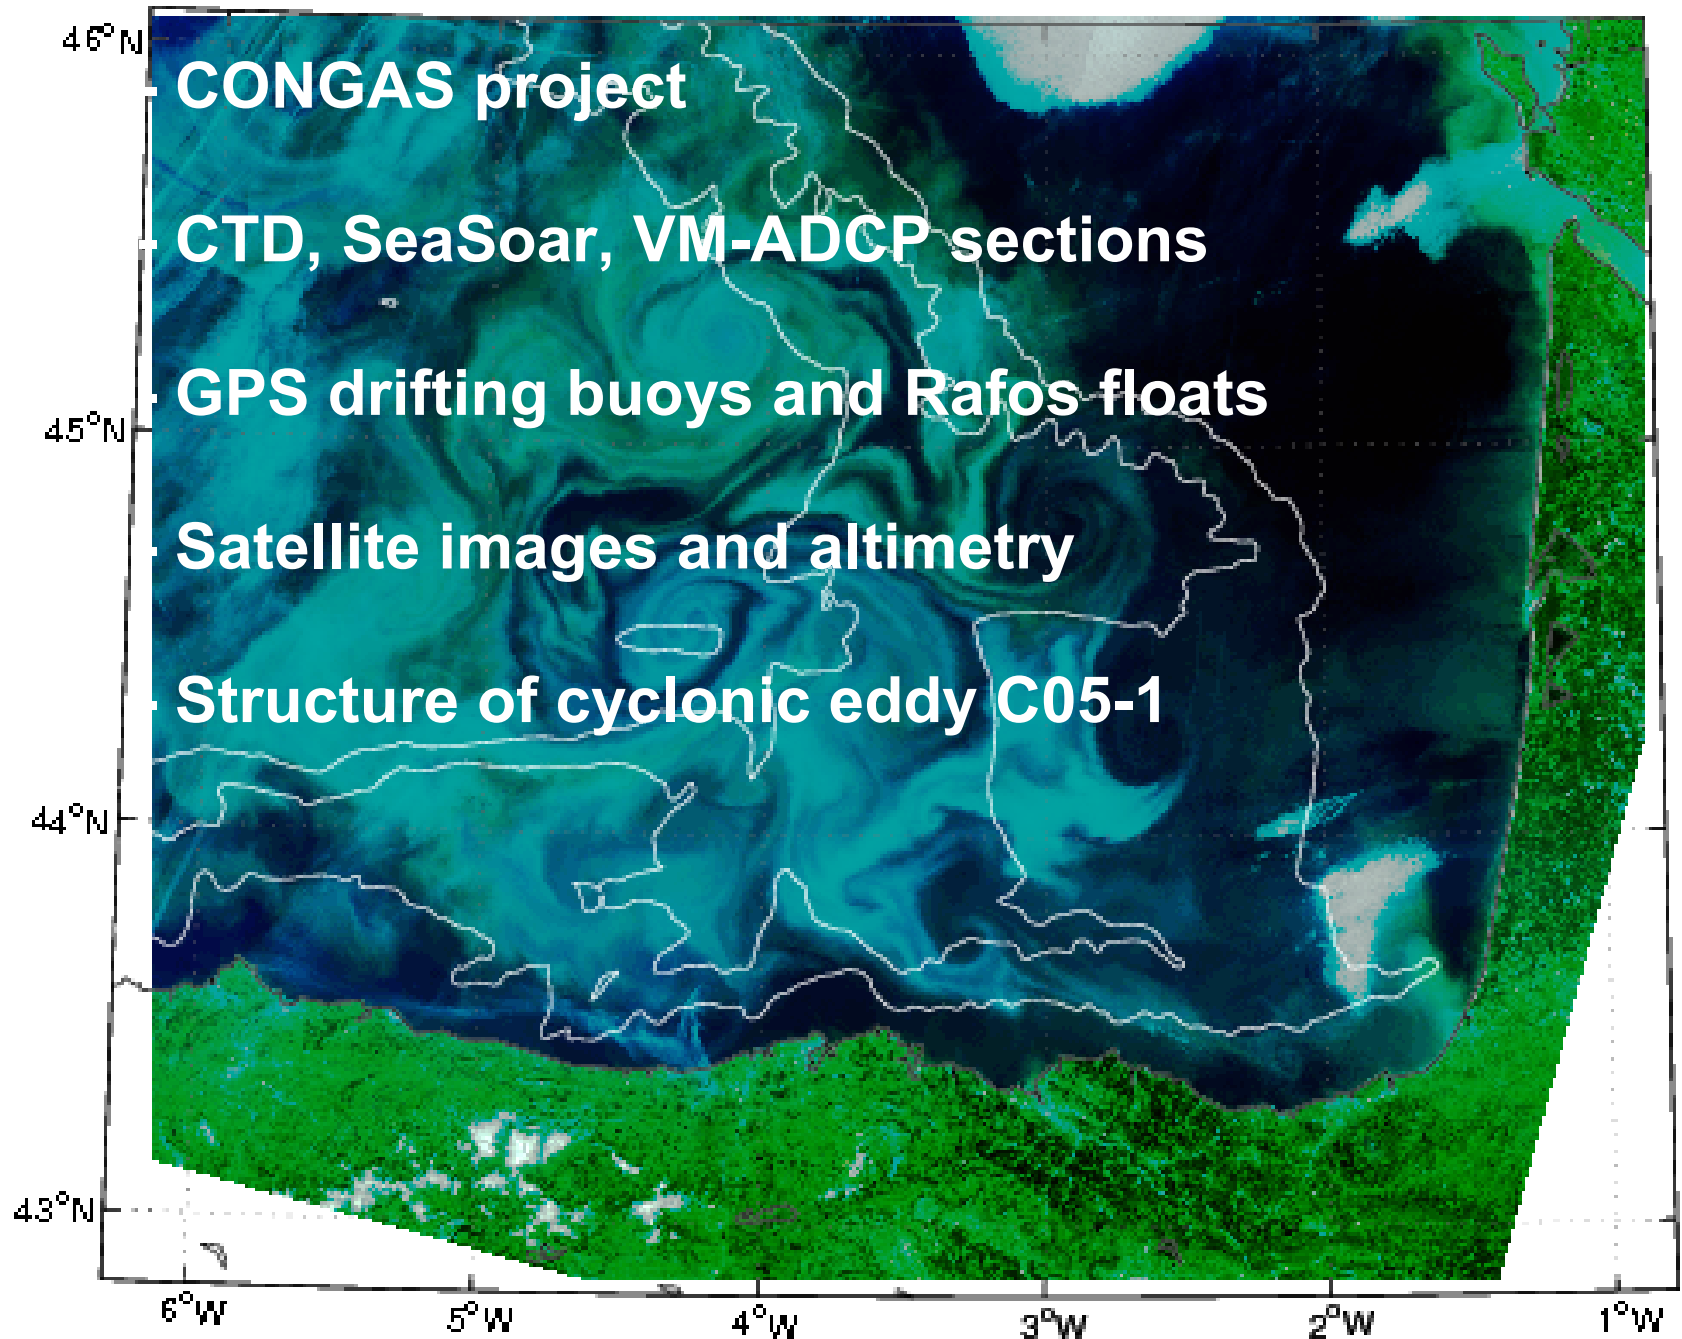 46°N
- CONGAS project
- CTD, SeaSoar, VM-ADCP sections
- GPS drifting buoys and Rafos floats
45°N
- Satellite images and altimetry
- Structure of cyclonic eddy C05-1
44°N
43°N
6°W 5°W 4°W 3°W 2°W 1°W